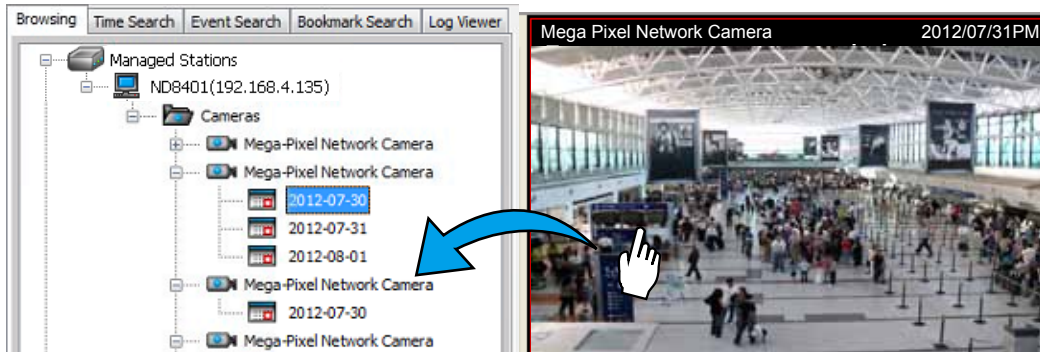 Browsing Time Search Event Search Bookmark Search Log Viewer
Managed Stations
ND8401(192.168.4.135)
Cameras
Mega-Pixel Network Camera
Mega-Pixel Network Camera
2012-07-30
2012-07-31
2012-08-01
Mega-Pixel Network Camera
2012-07-30
Mega-Pixel Network Camera
Mega Pixel Network Camera 2012/07/31PM